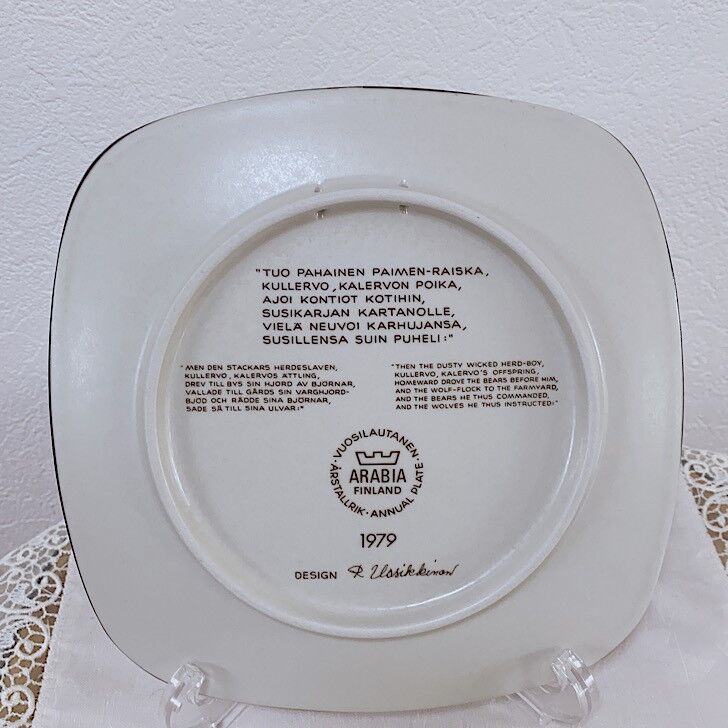 "TUO PAHAINEN PAIMEN-RAISKA,
KULLERVO, KALERVON POIKA,
AJOI KONTIOT KOTIHIN,
SUSIKARJAN KARTANOLLE,
VIELÄ NEUVOI KARHUJANSA,
SUSILLENSA SUIN PUHELI:"
"MEN DEN STACKARS HERDESLAVEN,
KULLERVO, KALERVOS ÄTTLING,
DREV TILL BYS SIN HJORD AV BJÖRNAR,
VALLADE TILL GÅRDS SIN VARGHJORD-
BJÖD OCH RÅDDE SINA BJÖRNAR,
SADE SÅ TILL SINA ULVAR:"
"THEN THE DUSTY WICKED HERD-BOY,
KULLERVO, KALERVO'S OFFSPRING,
HOMEWARD DROVE THE BEARS BEFORE HIM,
AND THE WOLF-FLOCK TO THE FARMYARD,
AND THE BEARS HE THUS COMMANDED,
AND THE WOLVES HE THUS INSTRUCTED:"
·VUOSILAUTANEN·
ARABIA
FINLAND
ÅRSTALLRIK·ANNUAL PLATE
1979
DESIGN R Uosikkinen